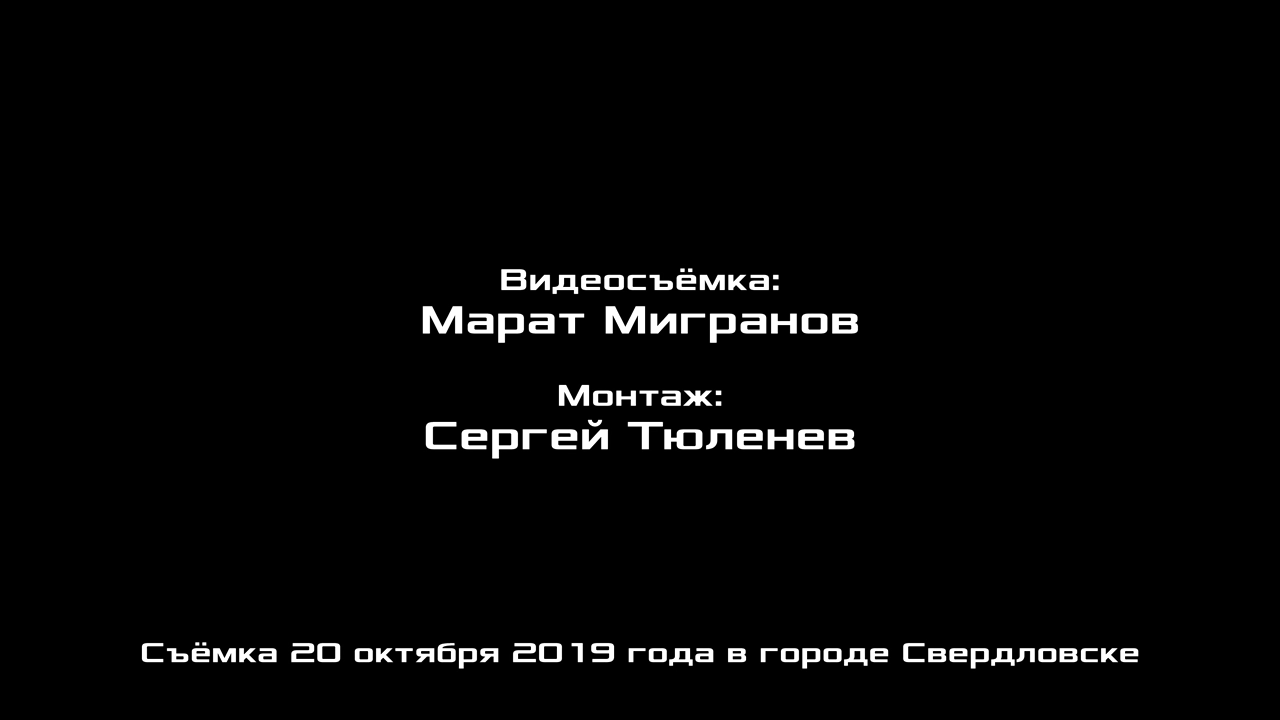 Видеосъёмка:
Марат Мигранов
Монтаж:
Сергей Тюленев
Съёмка 20 октября 2019 года в городе Свердловске